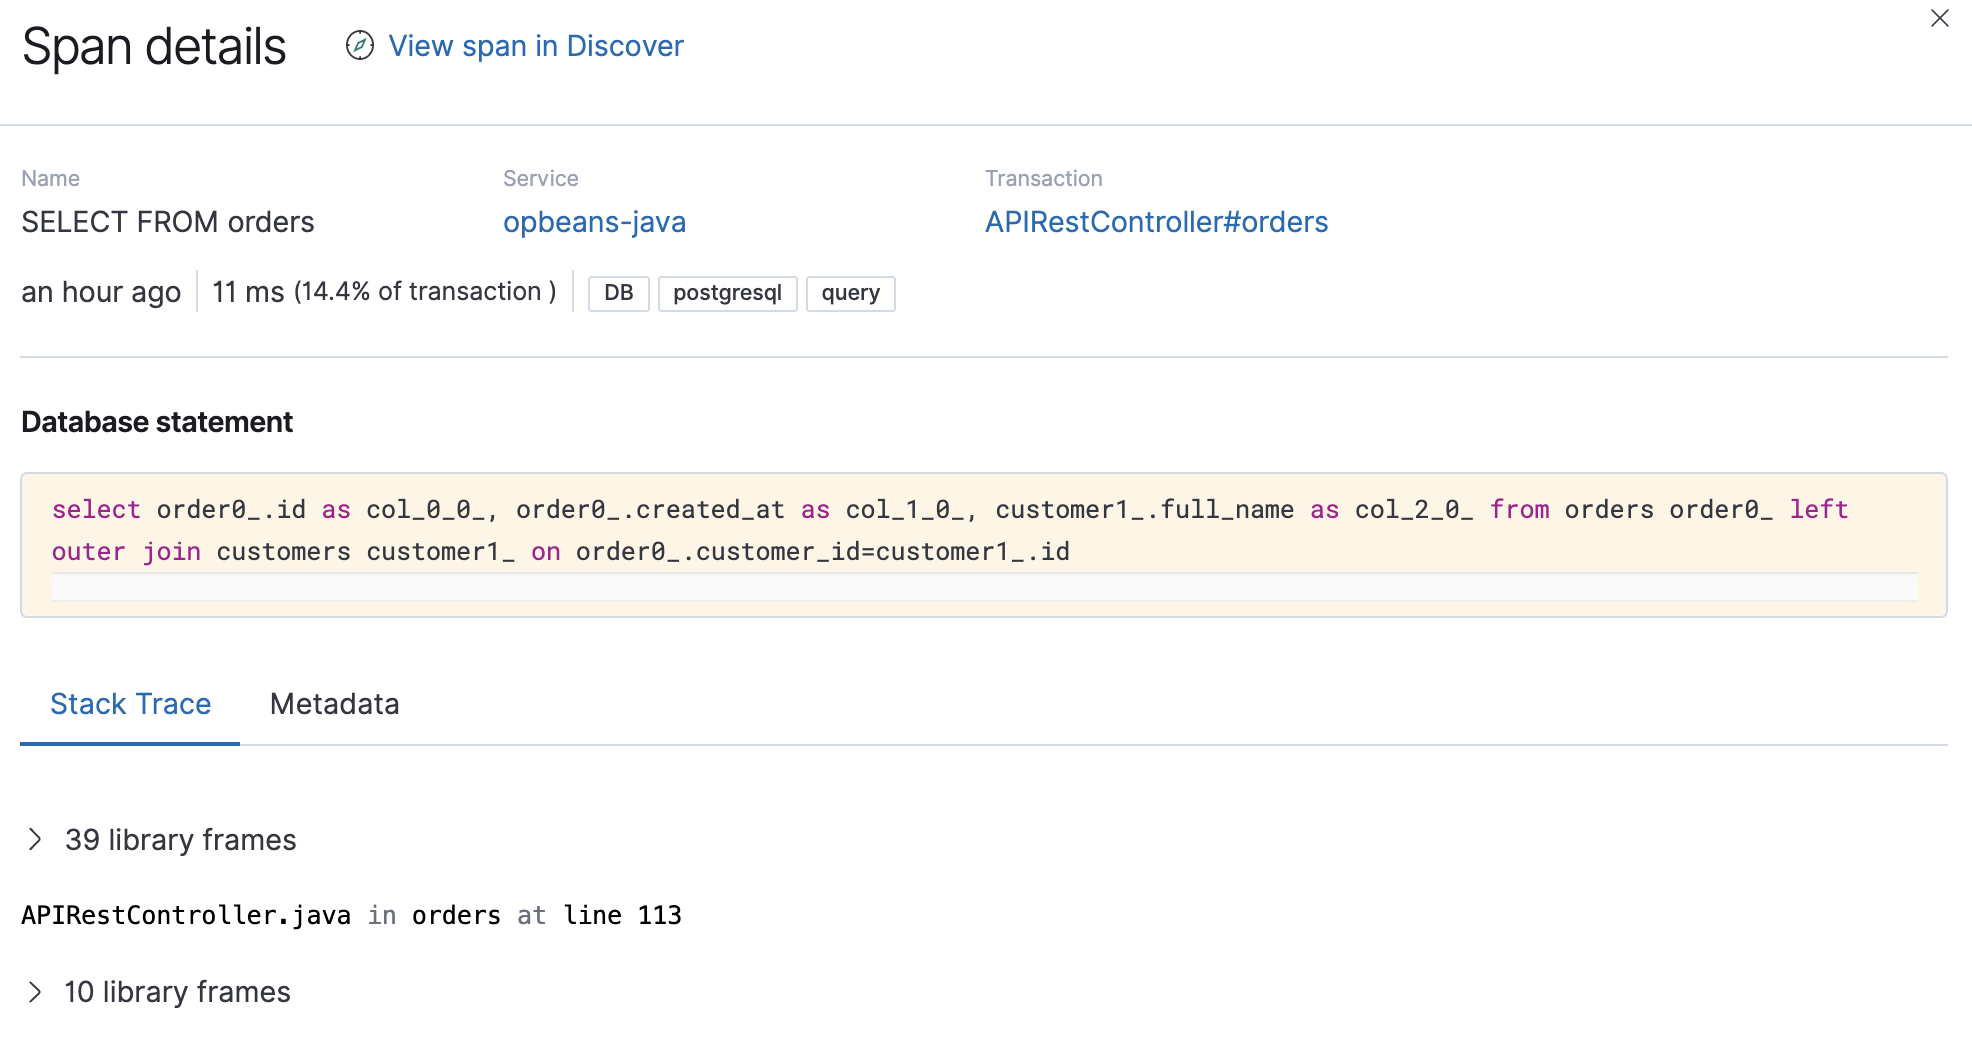 Span details View span in Discover
Name Service Transaction
SELECT FROM orders opbeans-java APIRestController#orders
an hour ago 11 ms (14.4% of transaction ) DB postgresql query
Database statement
select order0_.id as col_0_0_, order0_.created_at as col_1_0_, customer1_.full_name as col_2_0_ from orders order0_ left
outer join customers customer1_ on order0_.customer_id=customer1_.id
Stack Trace Metadata
39 library frames
APIRestController.java in orders at line 113
10 library frames